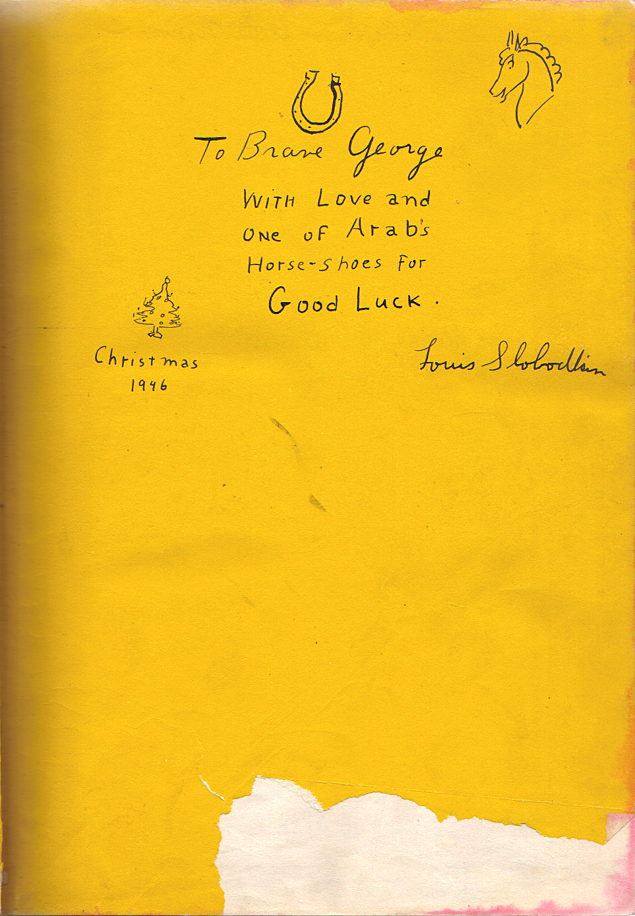 To Brave George
WITH Love and
ONE of Arab's
Horse-shoes For
Good Luck.
Christmas
1946
Louis Slobodkin